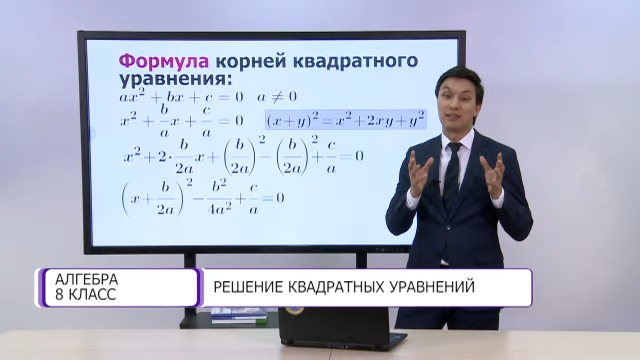 Формула корней квадратного
уравнения:
ax² + bx + c = 0   a ≠ 0
x² + b/a x + c/a = 0   (x+y)² = x² + 2xy + y²
x² + 2 · b/2a x + (b/2a)² (b/2a)² + c/a = 0
(x + b/2a)² − b²/4a² + c/a = 0
АЛГЕБРА
8 КЛАСС
РЕШЕНИЕ КВАДРАТНЫХ УРАВНЕНИЙ